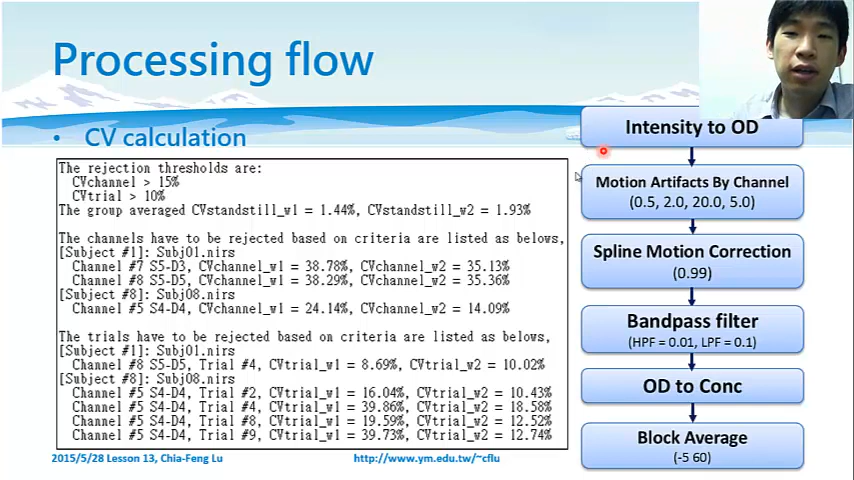 Processing flow
• CV calculation
The rejection thresholds are:
CVchannel > 15%
CVtrial > 10%
The group averaged CVstandstill_w1 = 1.44%, CVstandstill_w2 = 1.93%
The channels have to be rejected based on criteria are listed as belows,
[Subject #1]: Subj01.nirs
Channel #7 S5-D3, CVchannel_w1 = 38.78%, CVchannel_w2 = 35.13%
Channel #8 S5-D5, CVchannel_w1 = 38.29%, CVchannel_w2 = 35.36%
[Subject #8]: Subj08.nirs
Channel #5 S4-D4, CVchannel_w1 = 24.14%, CVchannel_w2 = 14.09%
The trials have to be rejected based on criteria are listed as belows,
[Subject #1]: Subj01.nirs
Channel #8 S5-D5, Trial #4, CVtrial_w1 = 8.69%, CVtrial_w2 = 10.02%
[Subject #8]: Subj08.nirs
Channel #5 S4-D4, Trial #2, CVtrial_w1 = 16.04%, CVtrial_w2 = 10.43%
Channel #5 S4-D4, Trial #4, CVtrial_w1 = 39.86%, CVtrial_w2 = 18.58%
Channel #5 S4-D4, Trial #8, CVtrial_w1 = 19.59%, CVtrial_w2 = 12.52%
Channel #5 S4-D4, Trial #9, CVtrial_w1 = 39.73%, CVtrial_w2 = 12.74%
Intensity to OD
Motion Artifacts By Channel
(0.5, 2.0, 20.0, 5.0)
Spline Motion Correction
(0.99)
Bandpass filter
(HPF = 0.01, LPF = 0.1)
OD to Conc
Block Average
(-5 60)
2015/5/28 Lesson 13, Chia-Feng Lu
http://www.ym.edu.tw/~cflu